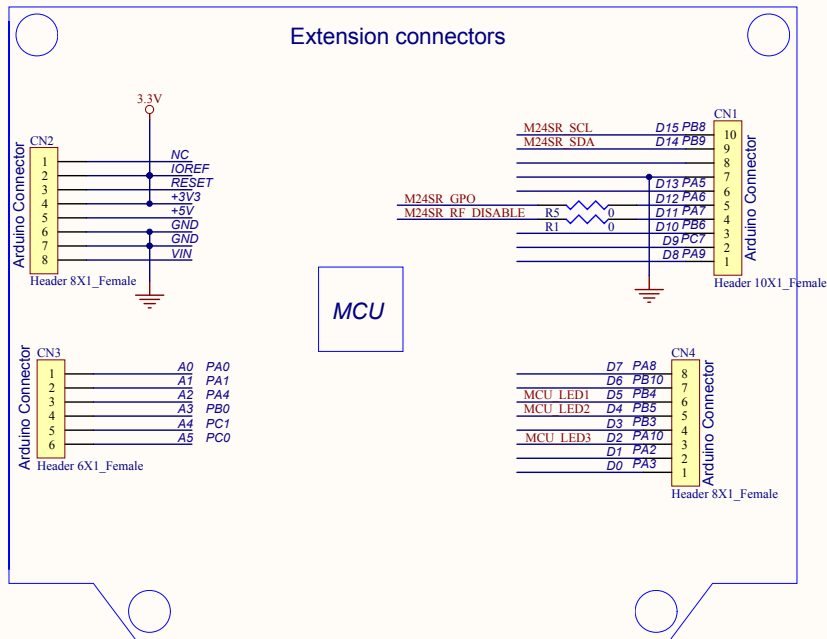 Extension connectors
3.3V
CN2
Arduino Connector
1 NC
2 IOREF
3 RESET
4 +3V3
5 +5V
6 GND
7 GND
8 VIN
Header 8X1_Female
CN1
M24SR_SCL D15 PB8 10
M24SR_SDA D14 PB9 9
8
7
D13 PA5 6
M24SR_GPO D12 PA6 5
R5 0
M24SR_RF_DISABLE D11 PA7 4
R1 0
D10 PB6 3
D9 PC7 2
D8 PA9 1
Arduino Connector
Header 10X1_Female
MCU
CN3
Arduino Connector
1 A0 PA0
2 A1 PA1
3 A2 PA4
4 A3 PB0
5 A4 PC1
6 A5 PC0
Header 6X1_Female
CN4
D7 PA8 8
D6 PB10 7
MCU_LED1 D5 PB4 6
MCU_LED2 D4 PB5 5
D3 PB3 4
MCU_LED3 D2 PA10 3
D1 PA2 2
D0 PA3 1
Arduino Connector
Header 8X1_Female